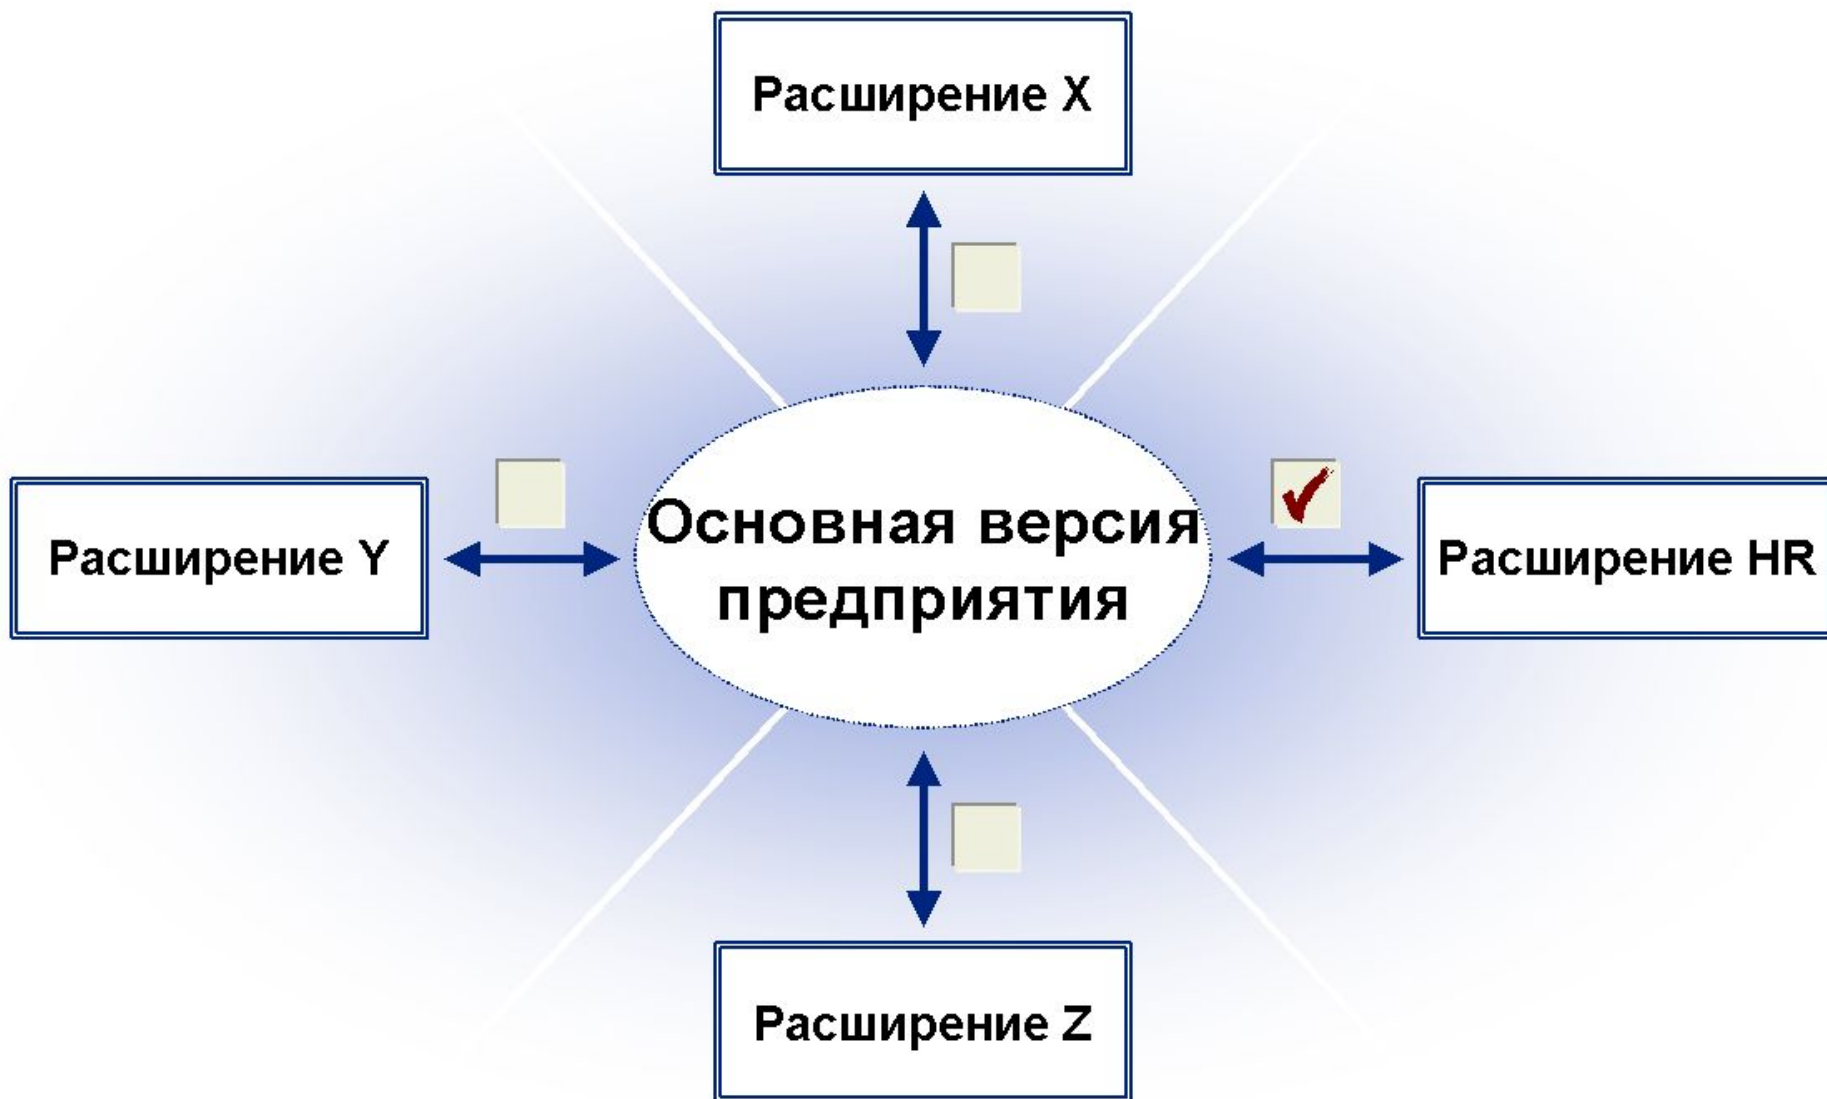 Расширение X
Расширение Y
Основная версия
предприятия
Расширение HR
Расширение Z